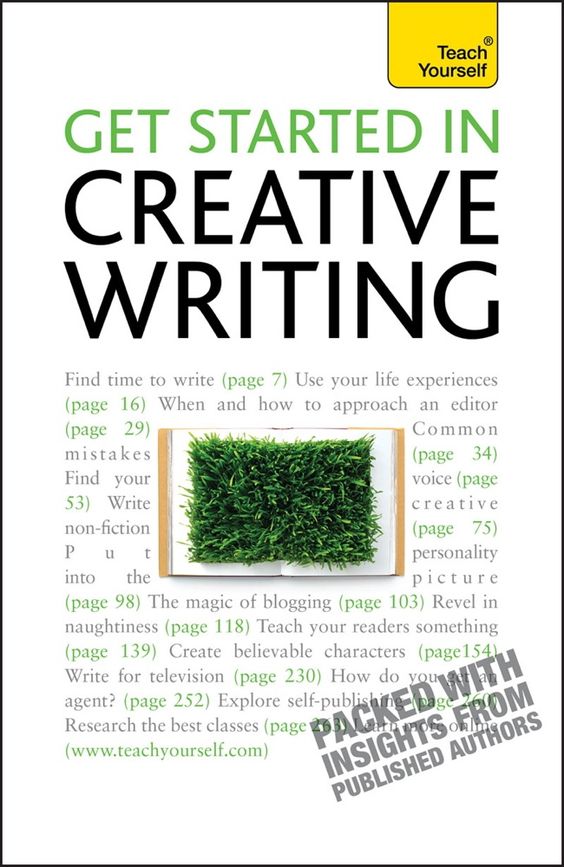 Teach®
Yourself
GET STARTED IN
CREATIVE
WRITING
Find time to write (page 7) Use your life experiences
(page 16) When and how to approach an editor
(page 29) Common
mistakes (page 34)
Find your voice (page
53) Write creative
non-fiction (page 75)
Put personality
into the picture
(page 98) The magic of blogging (page 103) Revel in
naughtiness (page 118) Teach your readers something
(page 139) Create believable characters (page154)
Write for television (page 230) How do you get an
agent? (page 252) Explore self-publishing (page 260)
Research the best classes (page 263) Learn more online
(www.teachyourself.com)
PACKED WITH
INSIGHTS FROM
PUBLISHED AUTHORS